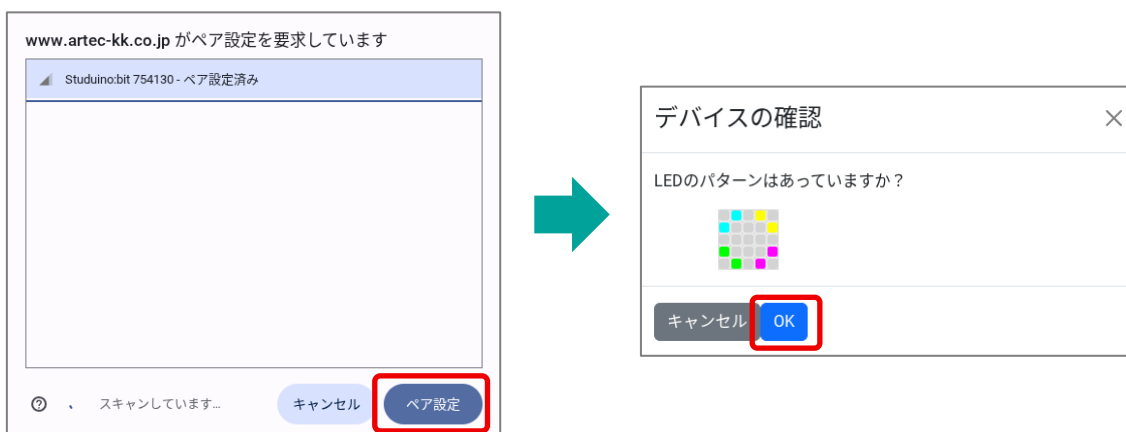 www.artec-kk.co.jp がペア設定を要求しています
Studuino:bit 754130 - ペア設定済み
スキャンしています...
キャンセル
ペア設定
デバイスの確認
LEDのパターンはあっていますか？
キャンセル
OK